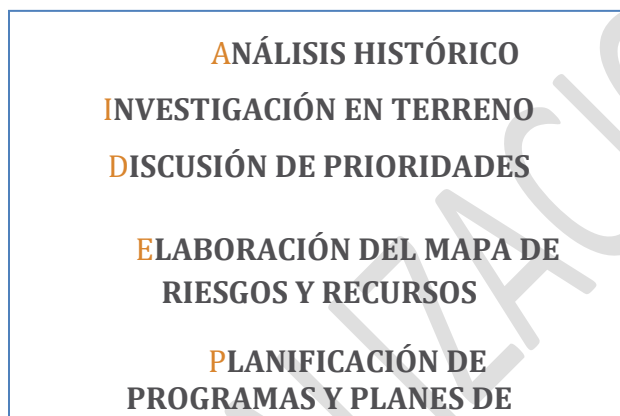 ANÁLISIS HISTÓRICO
INVESTIGACIÓN EN TERRENO
DISCUSIÓN DE PRIORIDADES
ELABORACIÓN DEL MAPA DE
RIESGOS Y RECURSOS
PLANIFICACIÓN DE
PROGRAMAS Y PLANES DE